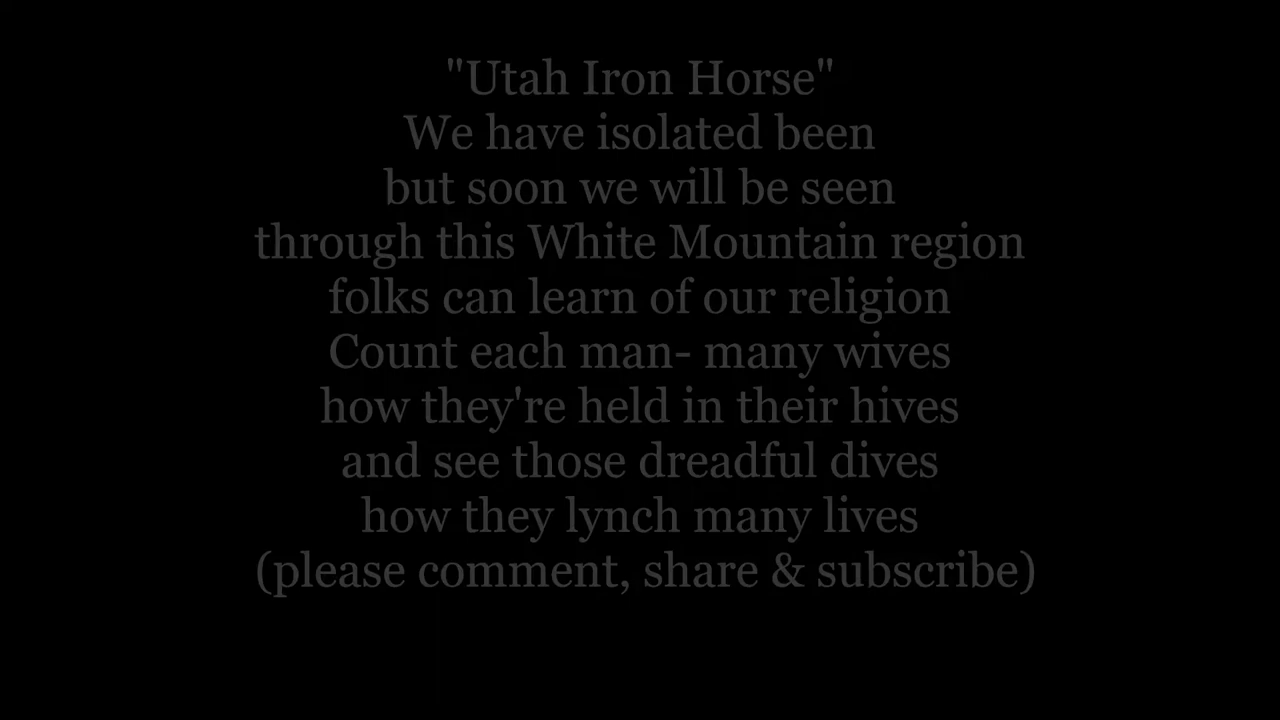 "Utah Iron Horse"
We have isolated been
but soon we will be seen
through this White Mountain region
folks can learn of our religion
Count each man- many wives
how they're held in their hives
and see those dreadful dives
how they lynch many lives
(please comment, share & subscribe)